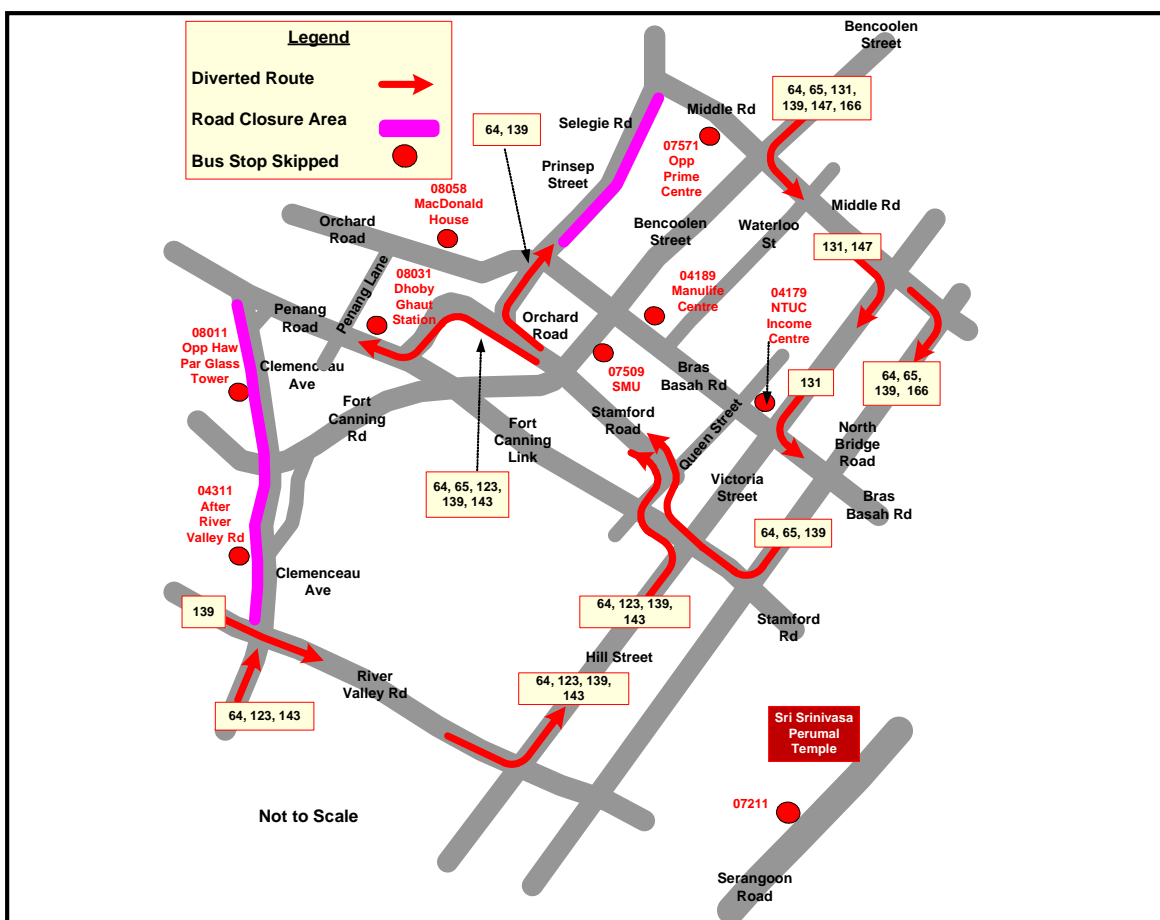 Legend
Diverted Route
Road Closure Area
Bus Stop Skipped
Bencoolen
Street
64, 65, 131,
139, 147, 166
Middle Rd
Selegie Rd
64, 139
07571
Opp
Prime
Centre
Prinsep
Street
08058
MacDonald
House
Orchard
Road
Bencoolen
Street
Waterloo
St
Middle Rd
131, 147
Penang Lane
08031
Dhoby
Ghaut
Station
04189
Manulife
Centre
04179
NTUC
Income
Centre
Penang
Road
Orchard
Road
08011
Opp Haw
Par Glass
Tower
Clemenceau
Ave
07509
SMU
Bras
Basah Rd
131
64, 65,
139, 166
Fort
Canning
Rd
Stamford
Road
Fort
Canning
Link
Queen Street
North
Bridge
Road
64, 65, 123,
139, 143
Victoria
Street
Bras
Basah Rd
04311
After
River
Valley Rd
64, 65, 139
Clemenceau
Ave
139
64, 123, 139,
143
Stamford
Rd
Hill Street
River
Valley Rd
64, 123, 139,
143
64, 123, 143
Sri Srinivasa
Perumal
Temple
07211
Not to Scale
Serangoon
Road